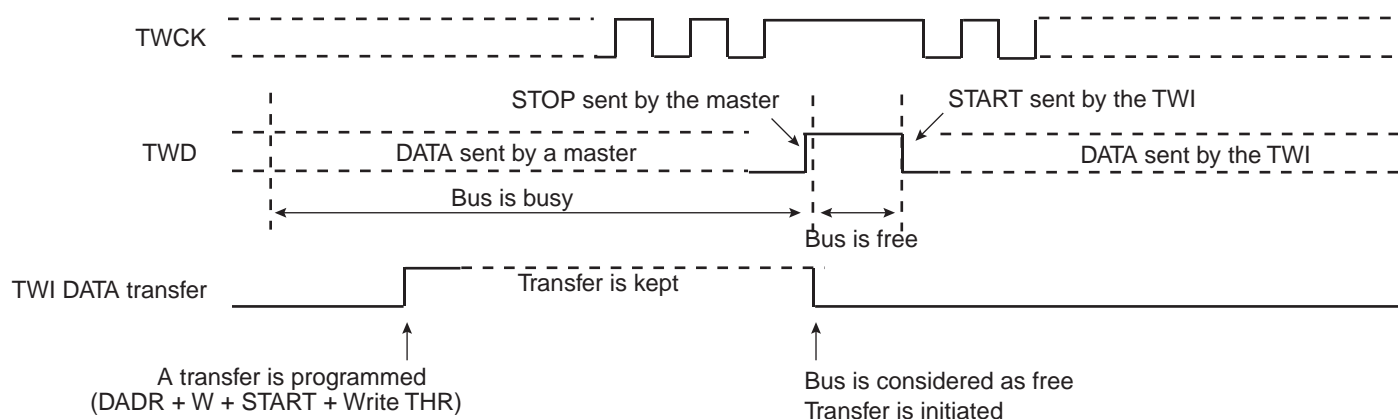 TWCK
STOP sent by the master
START sent by the TWI
TWD
DATA sent by a master
DATA sent by the TWI
Bus is busy
Bus is free
TWI DATA transfer
Transfer is kept
A transfer is programmed
(DADR + W + START + Write THR)
Bus is considered as free
Transfer is initiated